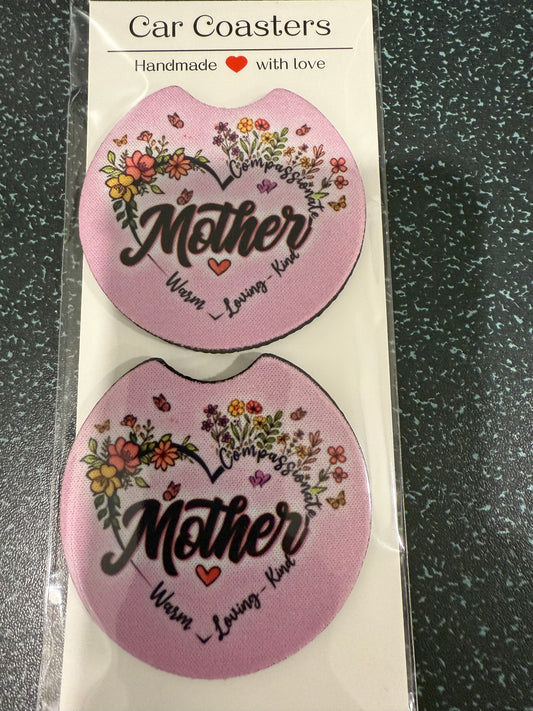 Car Coasters
Handmade ❤ with love
Compassionate
Mother
Warm - Loving - Kind
Compassionate
Mother
Warm - Loving - Kind